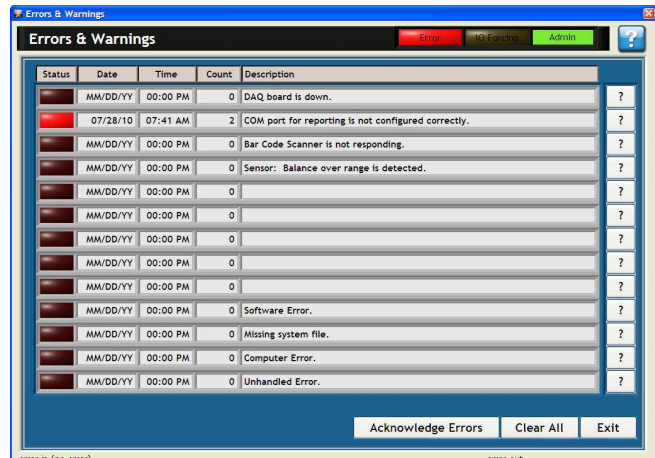 Errors & Warnings
Errors & Warnings Error IO Forcing Admin ?
Status Date Time Count Description
MM/DD/YY 00:00 PM 0 DAQ board is down. ?
07/28/10 07:41 AM 2 COM port for reporting is not configured correctly. ?
MM/DD/YY 00:00 PM 0 Bar Code Scanner is not responding. ?
MM/DD/YY 00:00 PM 0 Sensor: Balance over range is detected. ?
MM/DD/YY 00:00 PM 0 ?
MM/DD/YY 00:00 PM 0 ?
MM/DD/YY 00:00 PM 0 ?
MM/DD/YY 00:00 PM 0 ?
MM/DD/YY 00:00 PM 0 ?
MM/DD/YY 00:00 PM 0 Software Error. ?
MM/DD/YY 00:00 PM 0 Missing system file. ?
MM/DD/YY 00:00 PM 0 Computer Error. ?
MM/DD/YY 00:00 PM 0 Unhandled Error. ?
Acknowledge Errors Clear All Exit